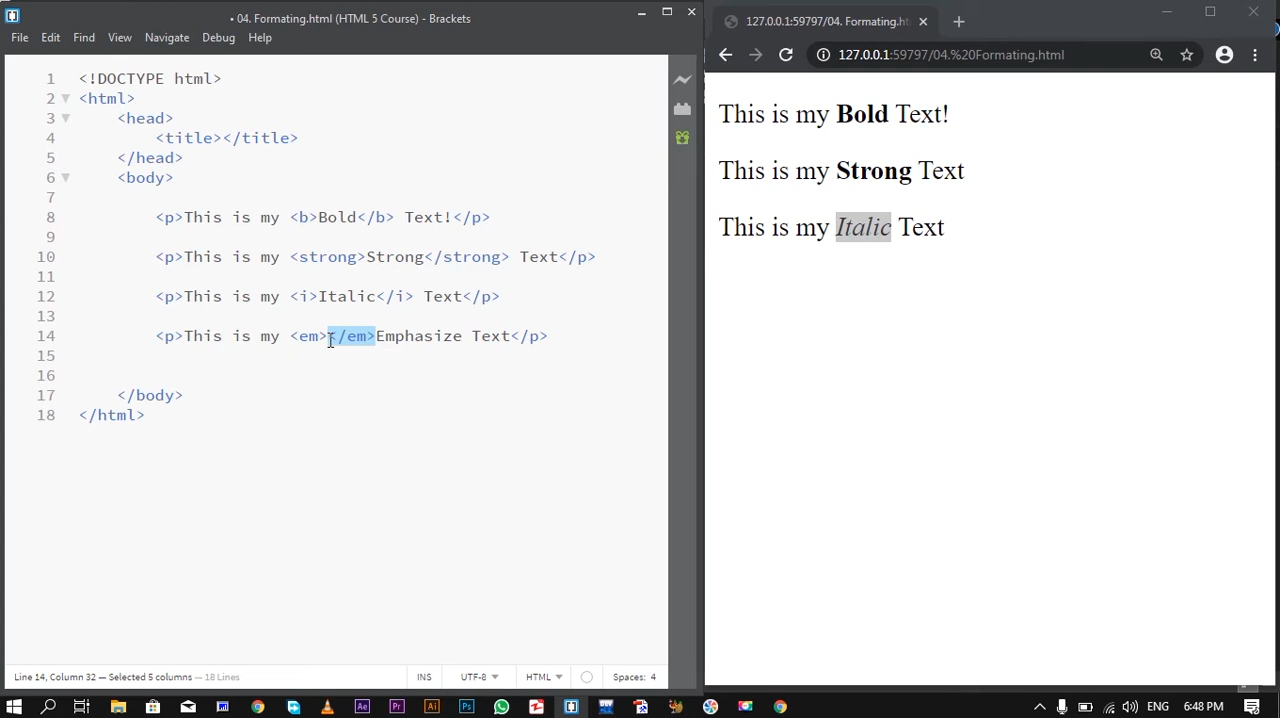 • 04. Formating.html (HTML 5 Course) - Brackets
File Edit Find View Navigate Debug Help
1 <!DOCTYPE html>
2 <html>
3 <head>
4 <title></title>
5 </head>
6 <body>
7
8 <p>This is my <b>Bold</b> Text!</p>
9
10 <p>This is my <strong>Strong</strong> Text</p>
11
12 <p>This is my <i>Italic</i> Text</p>
13
14 <p>This is my <em></em>Emphasize Text</p>
15
16
17 </body>
18 </html>
Line 14, Column 32 — Selected 5 columns — 18 Lines
INS UTF-8 HTML Spaces: 4
127.0.0.1:59797/04. Formating.ht
127.0.0.1:59797/04.%20Formating.html
This is my Bold Text!
This is my Strong Text
This is my Italic Text
Ae Pr Ai Ps
ENG 6:48 PM